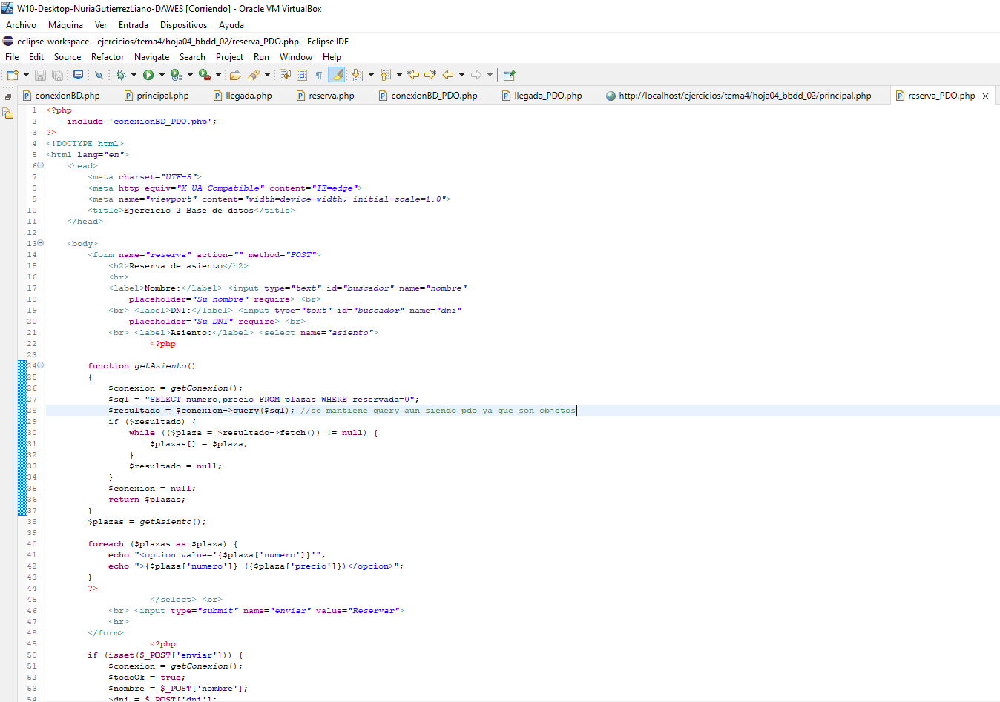 W10-Desktop-NuriaGutierrezLiano-DAWES [Corriendo] - Oracle VM VirtualBox
Archivo Máquina Ver Entrada Dispositivos Ayuda
eclipse-workspace - ejercicios/tema4/hoja04_bbdd_02/reserva_PDO.php - Eclipse IDE
File Edit Source Refactor Navigate Search Project Run Window Help
conexionBD.php principal.php llegada.php reserva.php conexionBD_PDO.php llegada_PDO.php http://localhost/ejercicios/tema4/hoja04_bbdd_02/principal.php reserva_PDO.php
1 <?php
2 include 'conexionBD_PDO.php';
3 ?>
4 <!DOCTYPE html>
5 <html lang="en">
6 <head>
7 <meta charset="UTF-8">
8 <meta http-equiv="X-UA-Compatible" content="IE=edge">
9 <meta name="viewport" content="width=device-width, initial-scale=1.0">
10 <title>Ejercicio 2 Base de datos</title>
11 </head>
12
13 <body>
14 <form name="reserva" action="" method="POST">
15 <h2>Reserva de asiento</h2>
16 <hr>
17 <label>Nombre:</label> <input type="text" id="buscador" name="nombre"
18 placeholder="Su nombre" require> <br>
19 <br> <label>DNI:</label> <input type="text" id="buscador" name="dni"
20 placeholder="Su DNI" require> <br>
21 <br> <label>Asiento:</label> <select name="asiento">
22 <?php
23
24 function getAsiento()
25 {
26 $conexion = getConexion();
27 $sql = "SELECT numero,precio FROM plazas WHERE reservada=0";
28 $resultado = $conexion->query($sql); //se mantiene query aun siendo pdo ya que son objetos
29 if ($resultado) {
30 while (($plaza = $resultado->fetch()) != null) {
31 $plazas[] = $plaza;
32 }
33 $resultado = null;
34 }
35 $conexion = null;
36 return $plazas;
37 }
38 $plazas = getAsiento();
39
40 foreach ($plazas as $plaza) {
41 echo "<option value='{$plaza['numero']}'";
42 echo ">{$plaza['numero']} ({$plaza['precio']})</opcion>";
43 }
44 ?>
45 </select> <br>
46 <br> <input type="submit" name="enviar" value="Reservar">
47 <hr>
48 </form>
49 <?php
50 if (isset($_POST['enviar'])) {
51 $conexion = getConexion();
52 $todoOk = true;
53 $nombre = $_POST['nombre'];
54 $dni = $_POST['dni'];